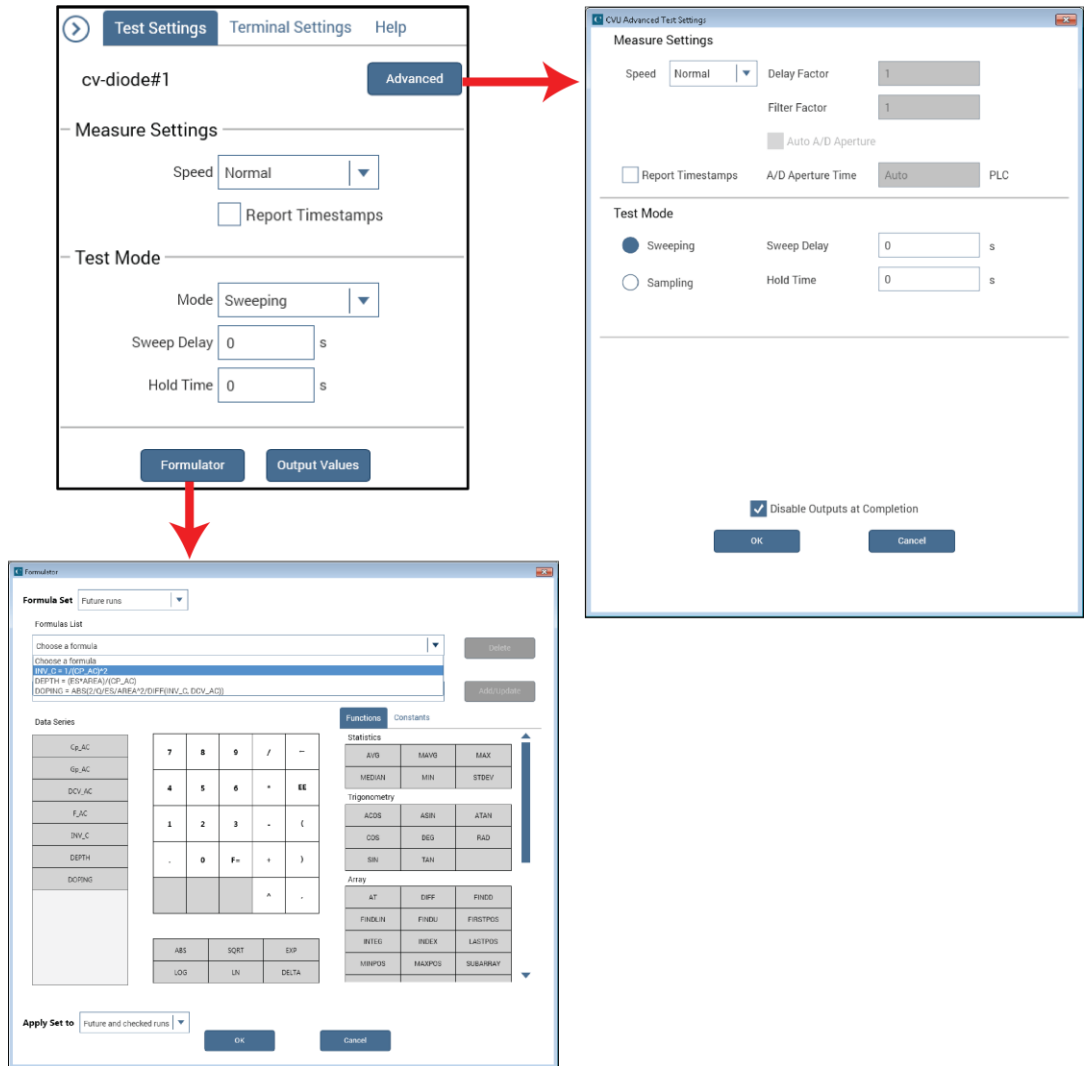 Test Settings Terminal Settings Help
cv-diode#1 Advanced
Measure Settings
Speed Normal
Report Timestamps
Test Mode
Mode Sweeping
Sweep Delay 0 s
Hold Time 0 s
Formulator Output Values
CVU Advanced Test Settings
Measure Settings
Speed Normal Delay Factor 1
Filter Factor 1
Auto A/D Aperture
Report Timestamps A/D Aperture Time Auto PLC
Test Mode
Sweeping Sweep Delay 0 s
Sampling Hold Time 0 s
Disable Outputs at Completion
OK Cancel
Formulator
Formula Set Future runs
Formulas List
Choose a formula Delete
Choose a formula
INV_C = 1/(CP_AC)^2
DEPTH = (ES*AREA)/(CP_AC)
DOPING = ABS(2/Q/ES/AREA^2/DIFF(INV_C, DCV_AC)) Add/Update
Data Series
Cp_AC
Gp_AC
DCV_AC
F_AC
INV_C
DEPTH
DOPING
7 8 9 / —
4 5 6 * EE
1 2 3 - (
. 0 F= + )
^ ,
ABS SQRT EXP
LOG LN DELTA
Functions Constants
Statistics
AVG MAVG MAX
MEDIAN MIN STDEV
Trigonometry
ACOS ASIN ATAN
COS DEG RAD
SIN TAN
Array
AT DIFF FINDD
FINDLIN FINDU FIRSTPOS
INTEG INDEX LASTPOS
MINPOS MAXPOS SUBARRAY
Apply Set to Future and checked runs
OK Cancel